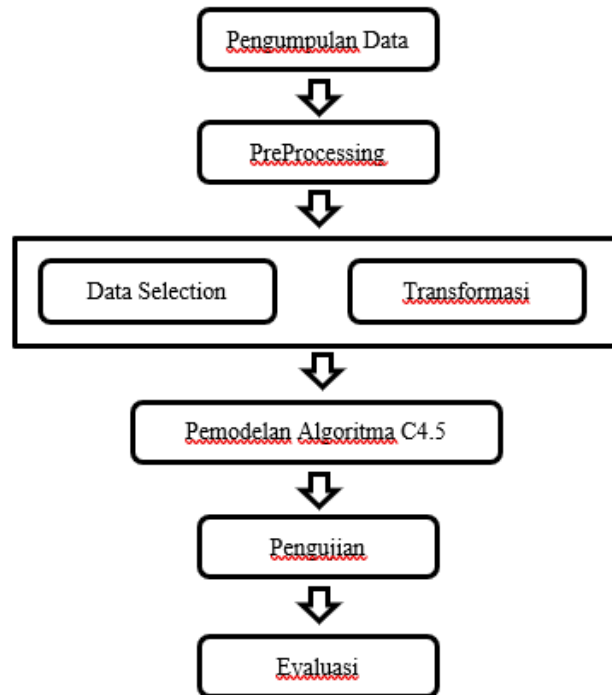 Pengumpulan Data
PreProcessing
Data Selection
Transformasi
Pemodelan Algoritma C4.5
Pengujian
Evaluasi